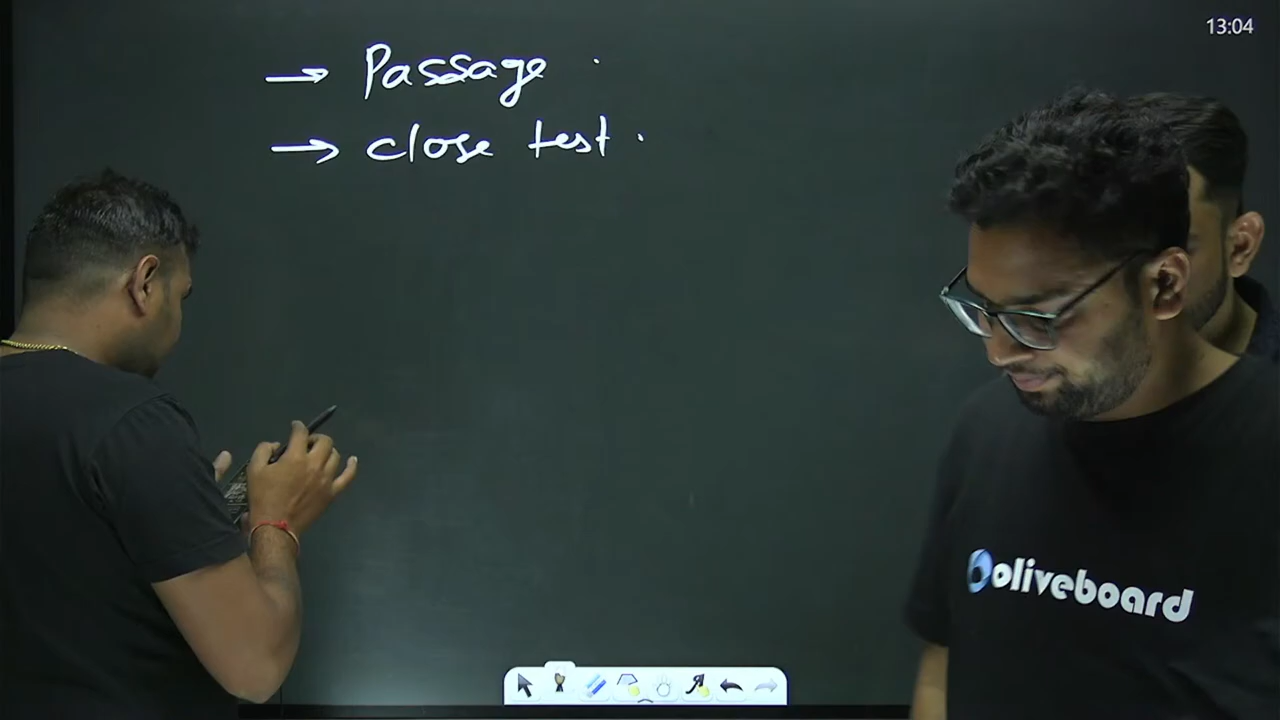 13:04
→ Passage .
→ close test .
oliveboard